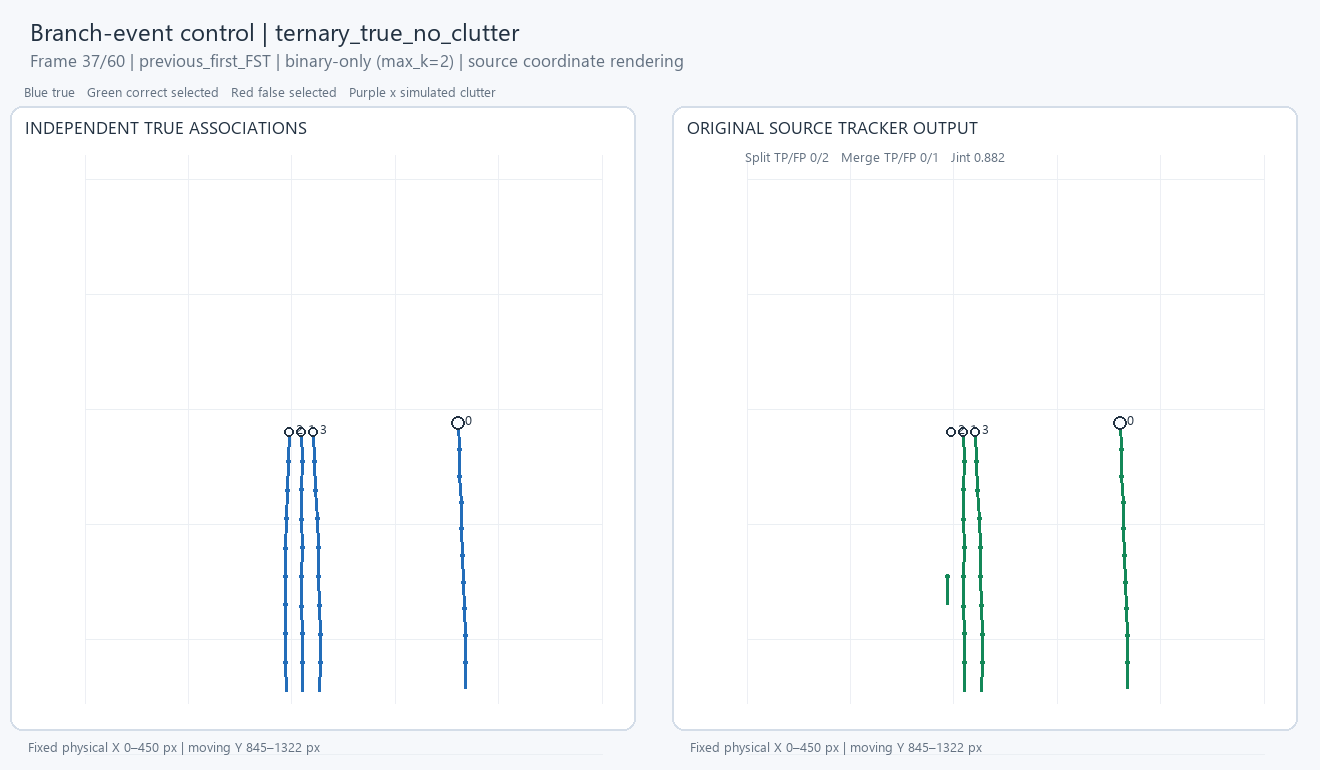 Branch-event control | ternary_true_no_clutter
Frame 37/60 | previous_first_FST | binary-only (max_k=2) | source coordinate rendering
Blue true Green correct selected Red false selected Purple x simulated clutter
INDEPENDENT TRUE ASSOCIATIONS
2 1 3
0
Fixed physical X 0–450 px | moving Y 845–1322 px
ORIGINAL SOURCE TRACKER OUTPUT
Split TP/FP 0/2 Merge TP/FP 0/1 Jint 0.882
2 1 3
0
Fixed physical X 0–450 px | moving Y 845–1322 px